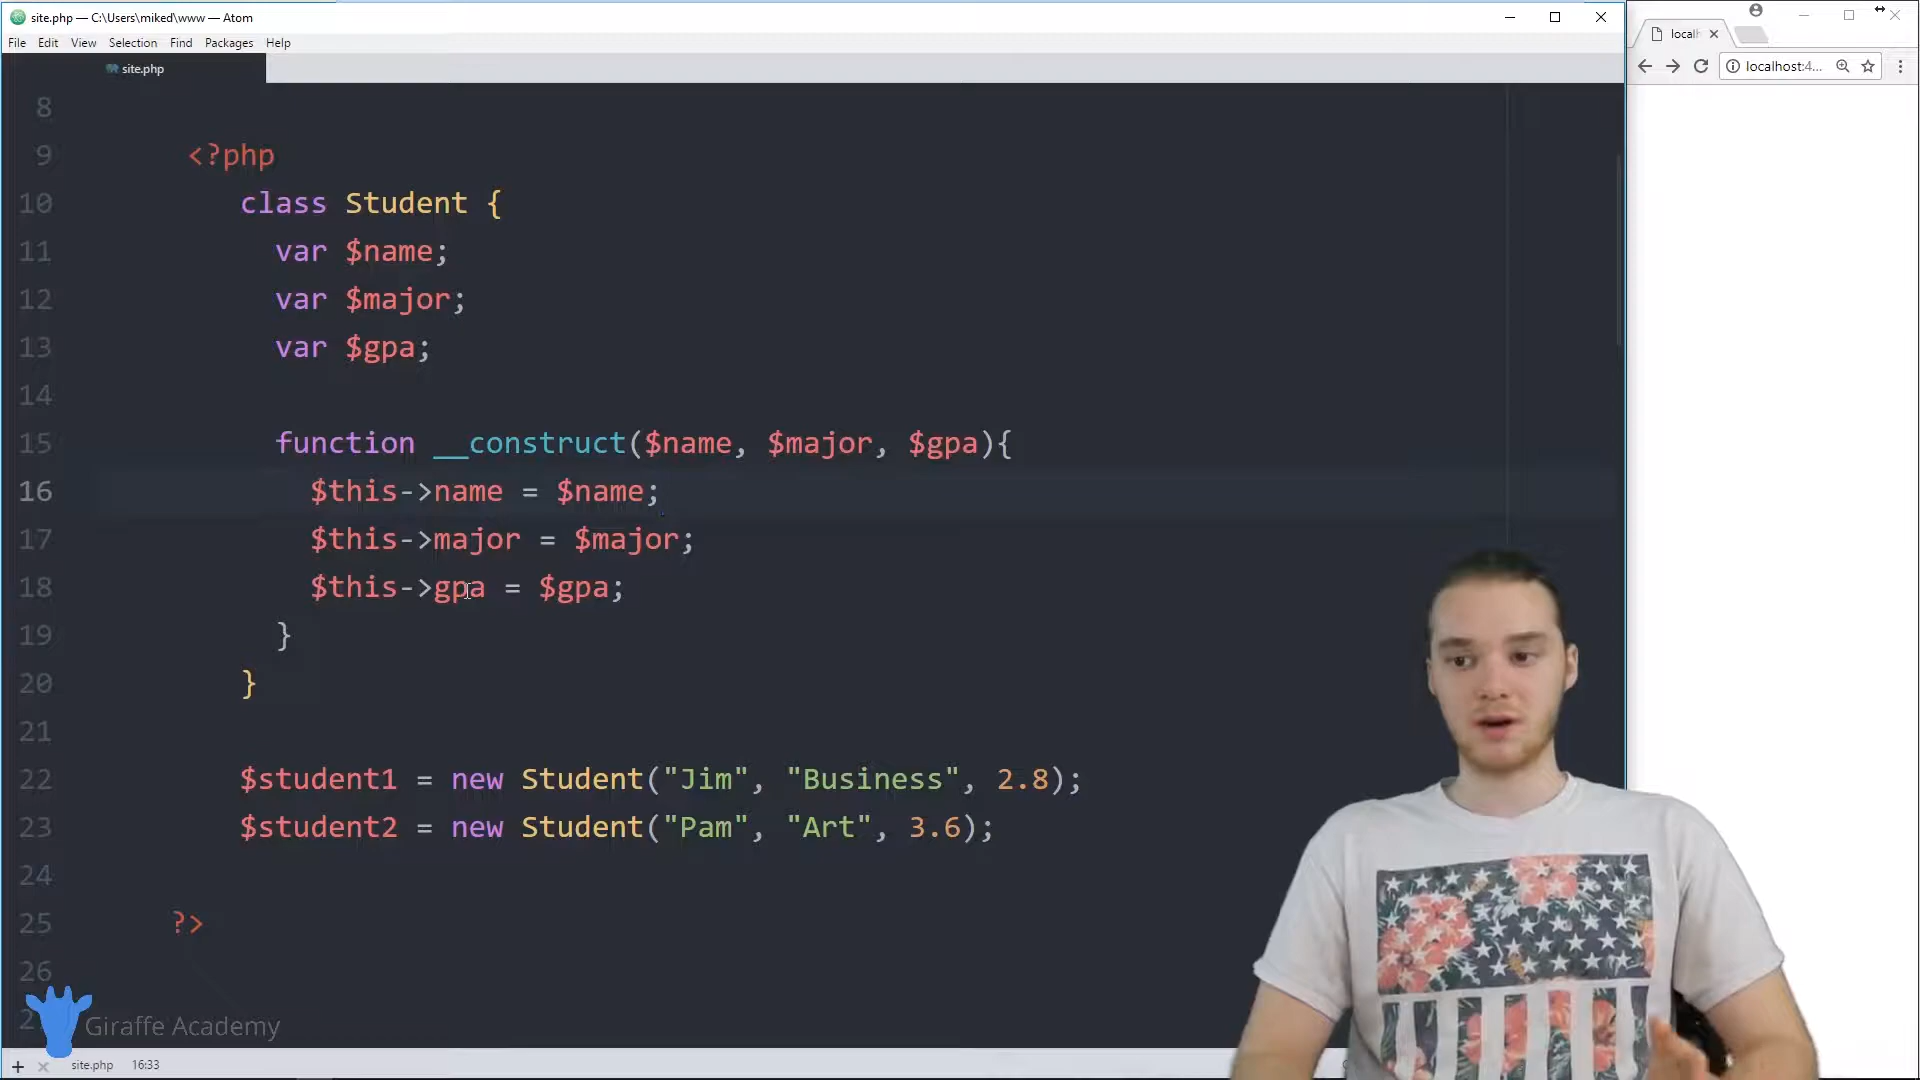 site.php — C:\Users\miked\www — Atom
File Edit View Selection Find Packages Help
site.php
8
9 <?php
10 class Student {
11 var $name;
12 var $major;
13 var $gpa;
14
15 function __construct($name, $major, $gpa){
16 $this->name = $name;
17 $this->major = $major;
18 $this->gpa = $gpa;
19 }
20 }
21
22 $student1 = new Student("Jim", "Business", 2.8);
23 $student2 = new Student("Pam", "Art", 3.6);
24
25 ?>
26
Giraffe Academy
site.php 16:33
localhost:4...